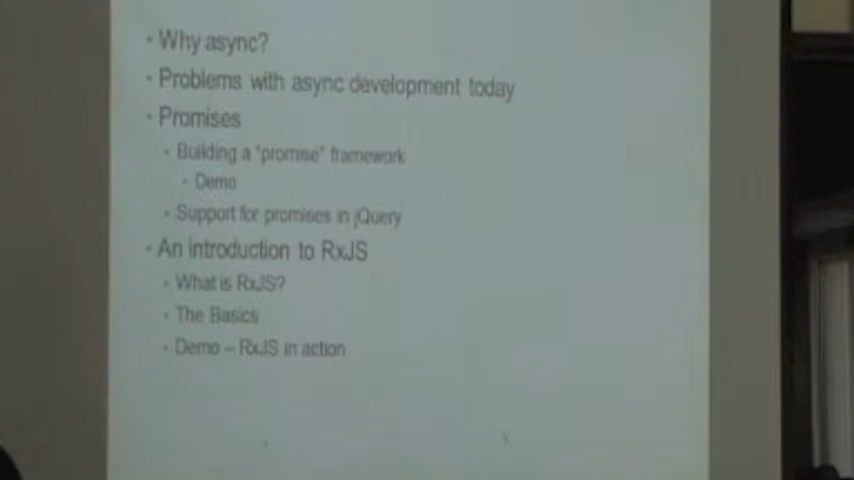 · Why async?
· Problems with async development today
· Promises
· Building a "promise" framework
· Demo
· Support for promises in jQuery
· An introduction to RxJS
· What is RxJS?
· The Basics
· Demo – RxJS in action